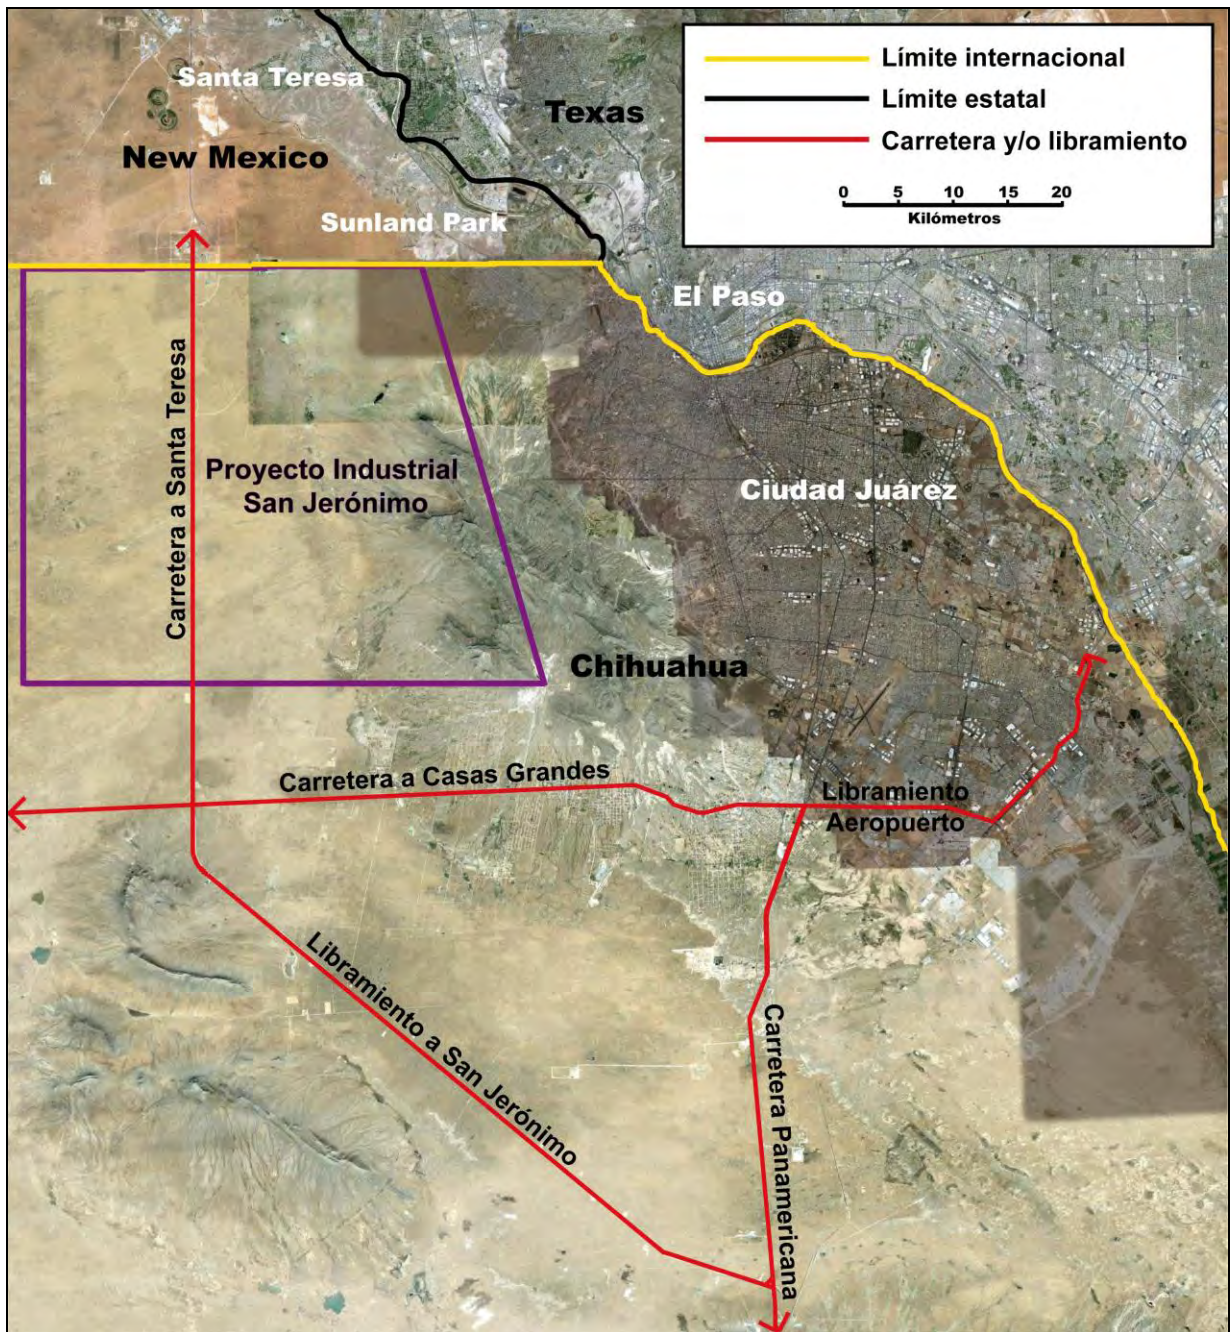 Límite internacional
Límite estatal
Carretera y/o libramiento
0 5 10 15 20
Kilómetros
Santa Teresa
Texas
New Mexico
Sunland Park
El Paso
Carretera a Santa Teresa
Proyecto Industrial
San Jerónimo
Ciudad Juárez
Chihuahua
Carretera a Casas Grandes
Libramiento
Aeropuerto
Libramiento a San Jerónimo
Carretera Panamericana